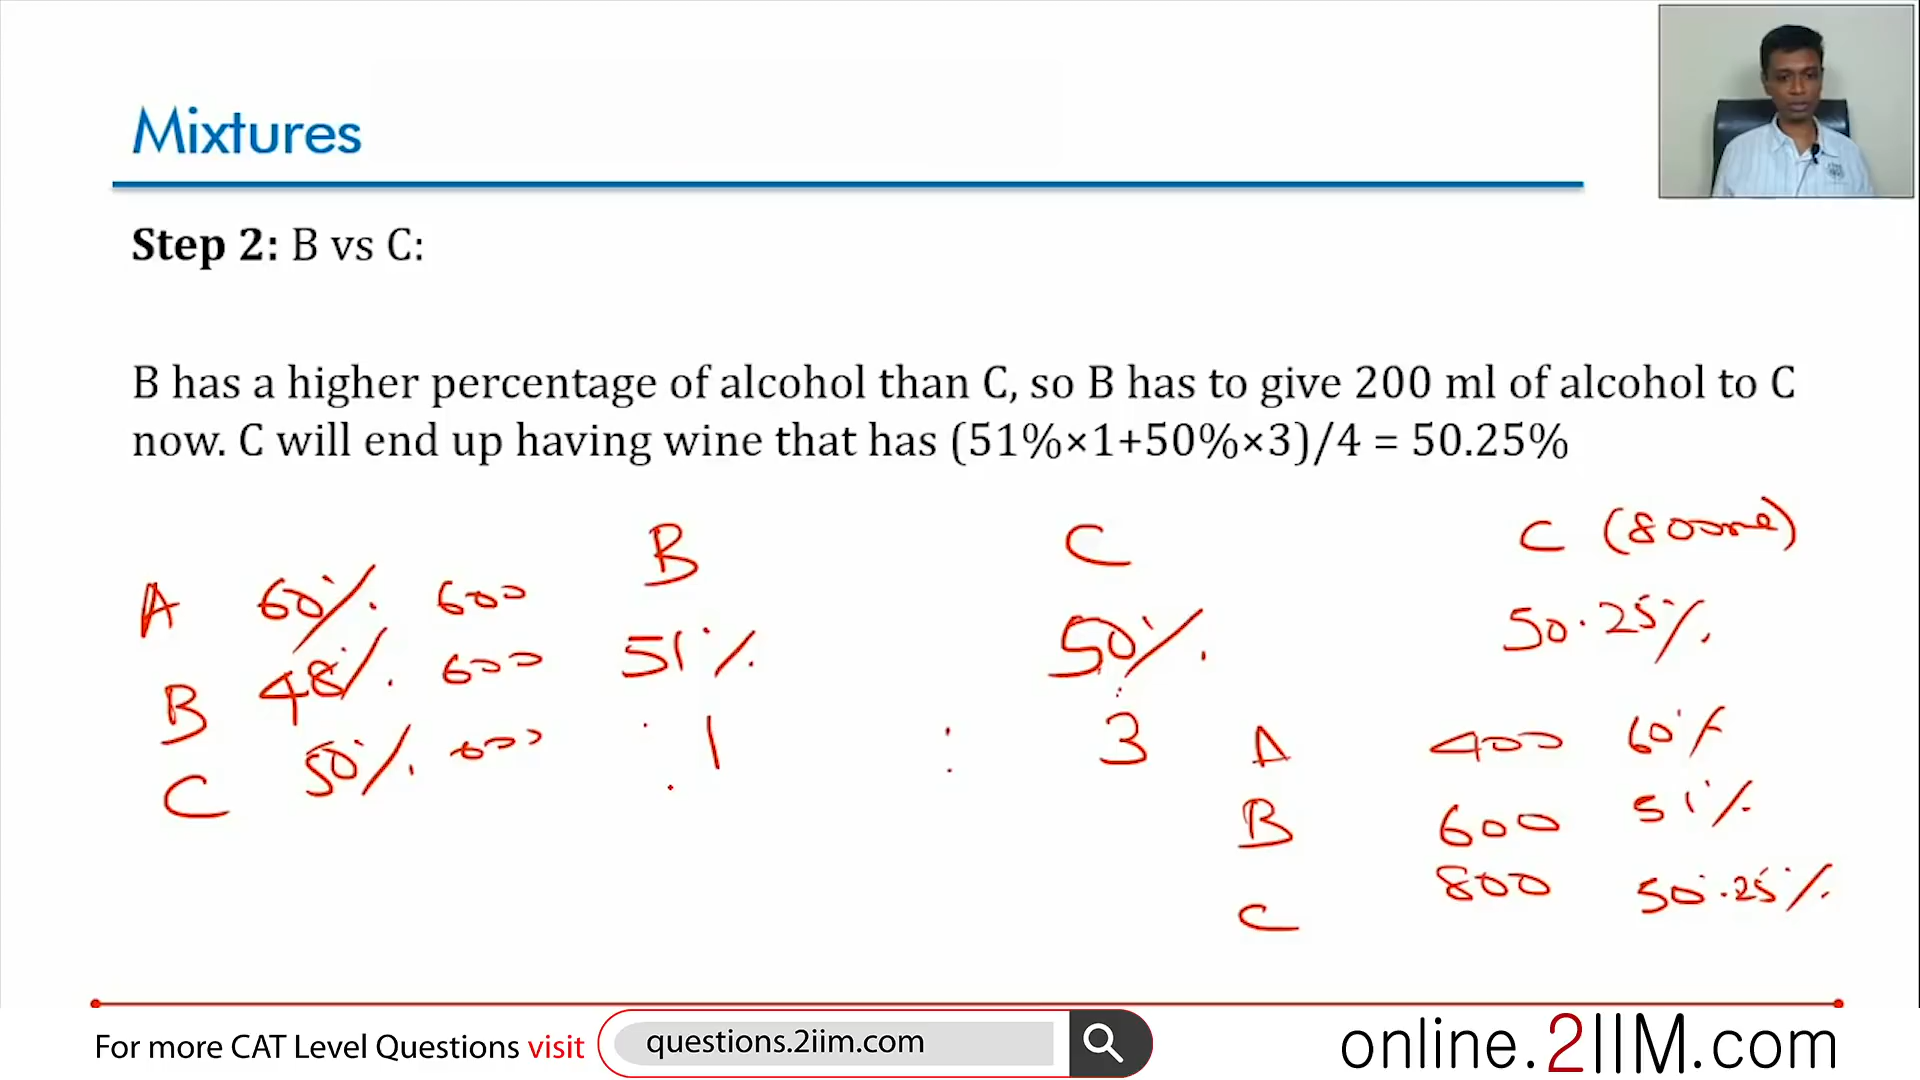 Mixtures
Step 2: B vs C:
B has a higher percentage of alcohol than C, so B has to give 200 ml of alcohol to C
now. C will end up having wine that has (51%×1+50%×3)/4 = 50.25%
B C C (800ml)
A 60% 600
51% 50% 50.25%
B 48% 600
1 : 3
C 50% 600
A 400 60%
B 600 51%
C 800 50.25%
For more CAT Level Questions visit questions.2iim.com
online.2IIM.com